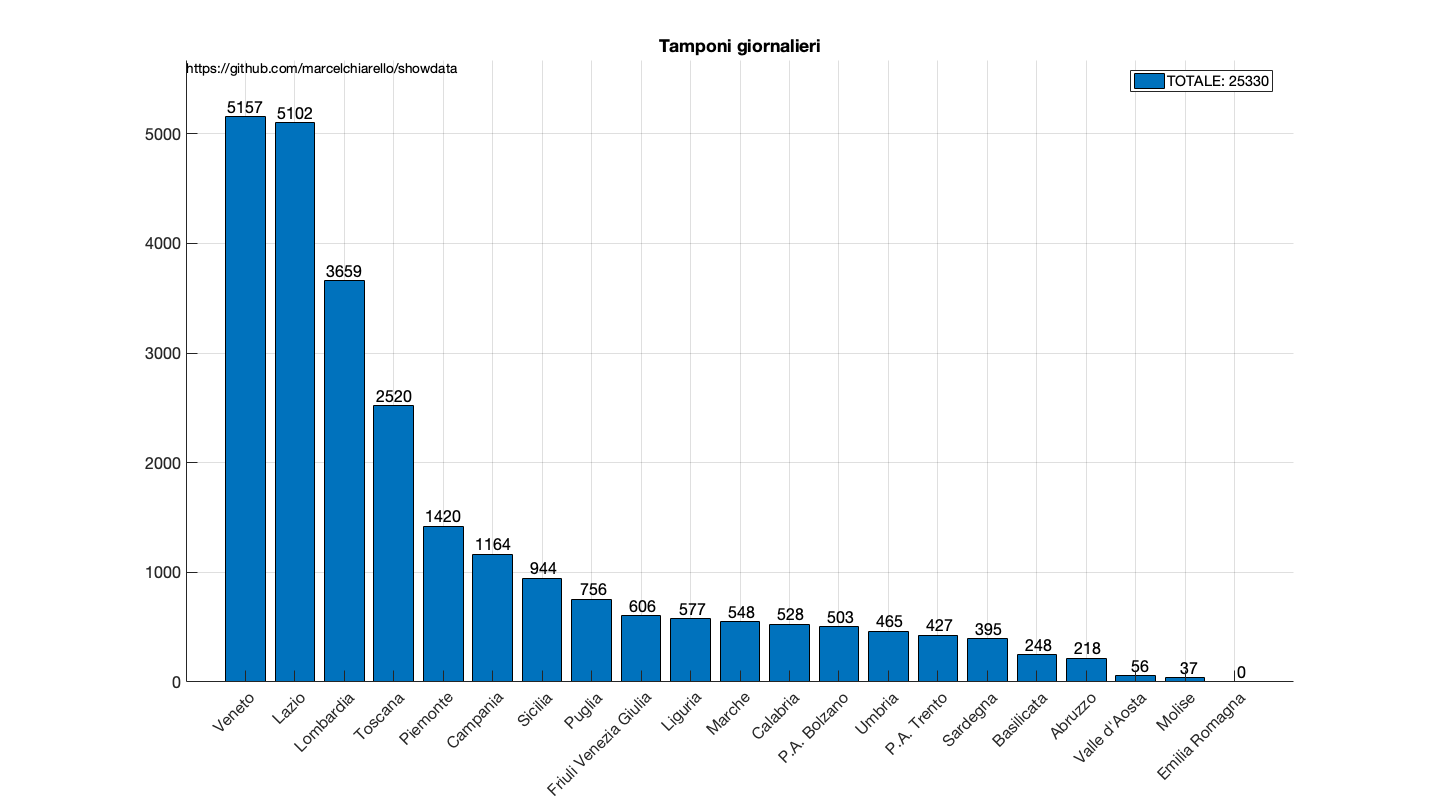 Tamponi giornalieri
https://github.com/marcelchiarello/showdata
TOTALE: 25330
5157
5102
3659
2520
1420
1164
944
756
606
577
548
528
503
465
427
395
248
218
56
37
0
5000
4000
3000
2000
1000
0
Veneto
Lazio
Lombardia
Toscana
Piemonte
Campania
Sicilia
Puglia
Friuli Venezia Giulia
Liguria
Marche
Calabria
P.A. Bolzano
Umbria
P.A. Trento
Sardegna
Basilicata
Abruzzo
Valle d'Aosta
Molise
Emilia Romagna